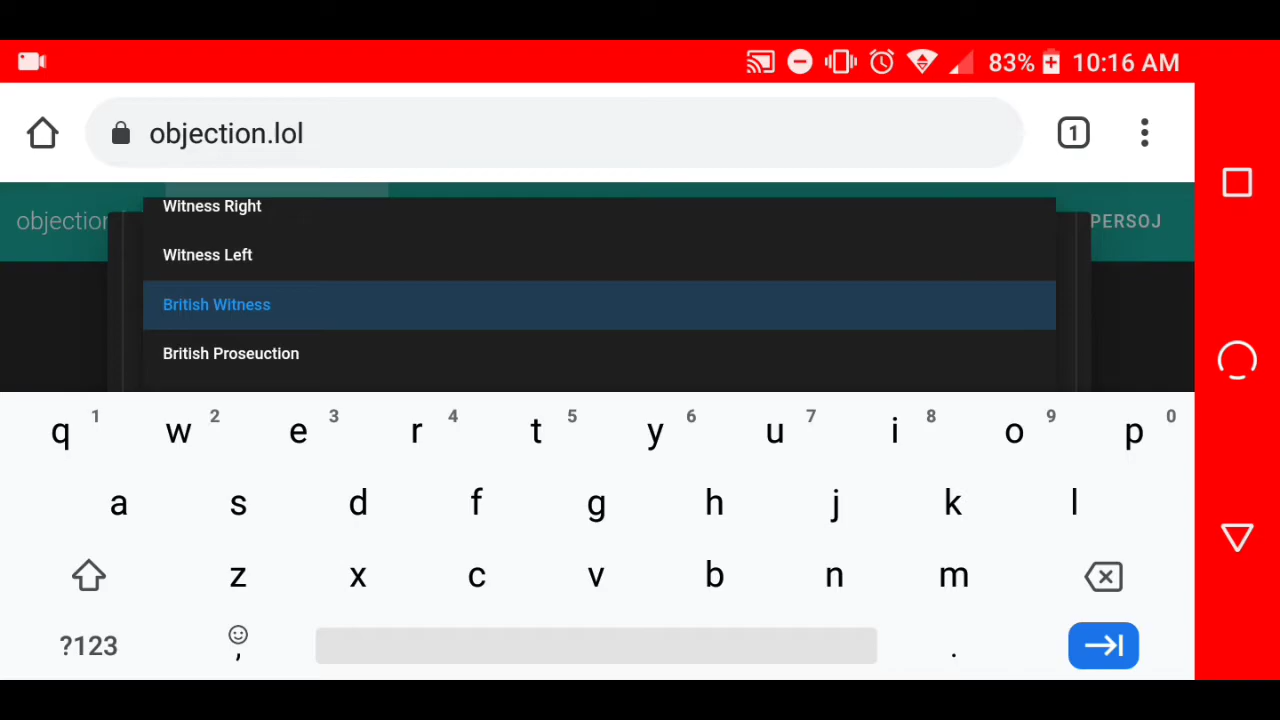 83% 10:16 AM
objection.lol 1
objection PERSOJ
Witness Right
Witness Left
British Witness
British Proseuction
q 1 w 2 e 3 r 4 t 5 y 6 u 7 i 8 o 9 p 0
a s d f g h j k l
z x c v b n m
?123 , .